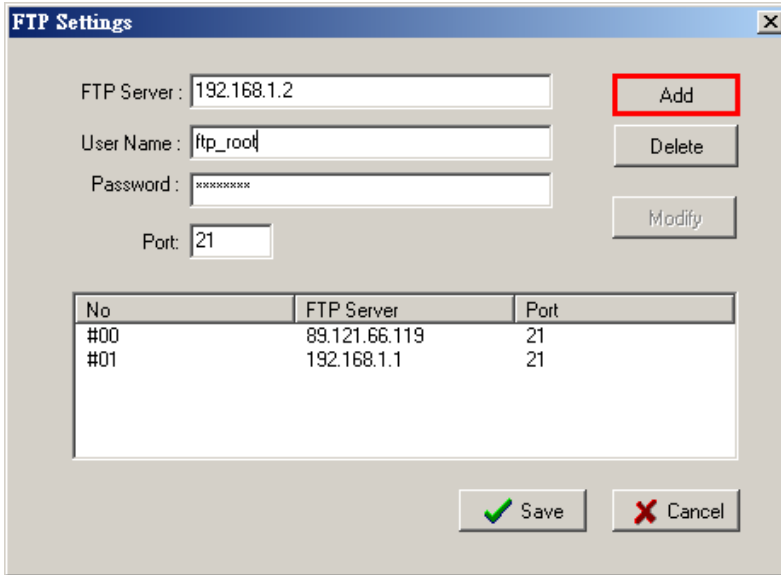 FTP Settings
FTP Server : 192.168.1.2
Add
User Name : ftp_root
Delete
Password : ********
Modify
Port: 21
No FTP Server Port
#00 89.121.66.119 21
#01 192.168.1.1 21
Save Cancel